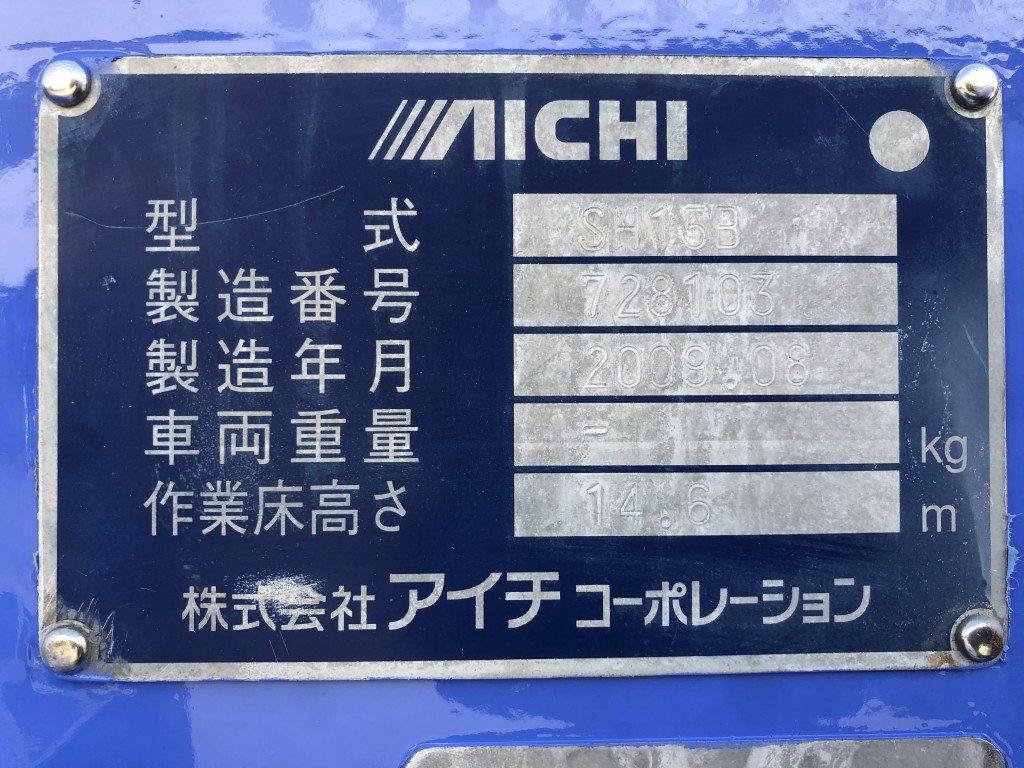 AICHI
型式 SH15B
製造番号 728103
製造年月 2009.08
車両重量 - kg
作業床高さ 14.6 m
株式会社アイチコーポレーション